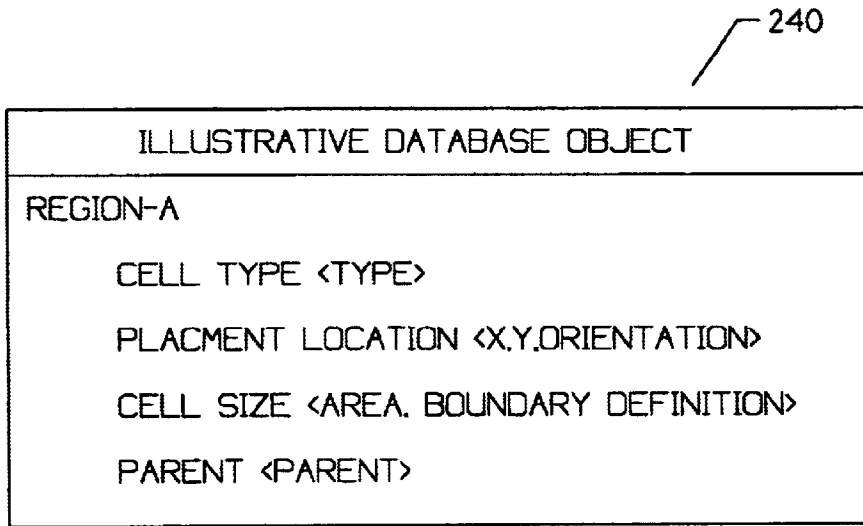 240
ILLUSTRATIVE DATABASE OBJECT
REGION-A
CELL TYPE <TYPE>
PLACMENT LOCATION <X.Y.ORIENTATION>
CELL SIZE <AREA. BOUNDARY DEFINITION>
PARENT <PARENT>